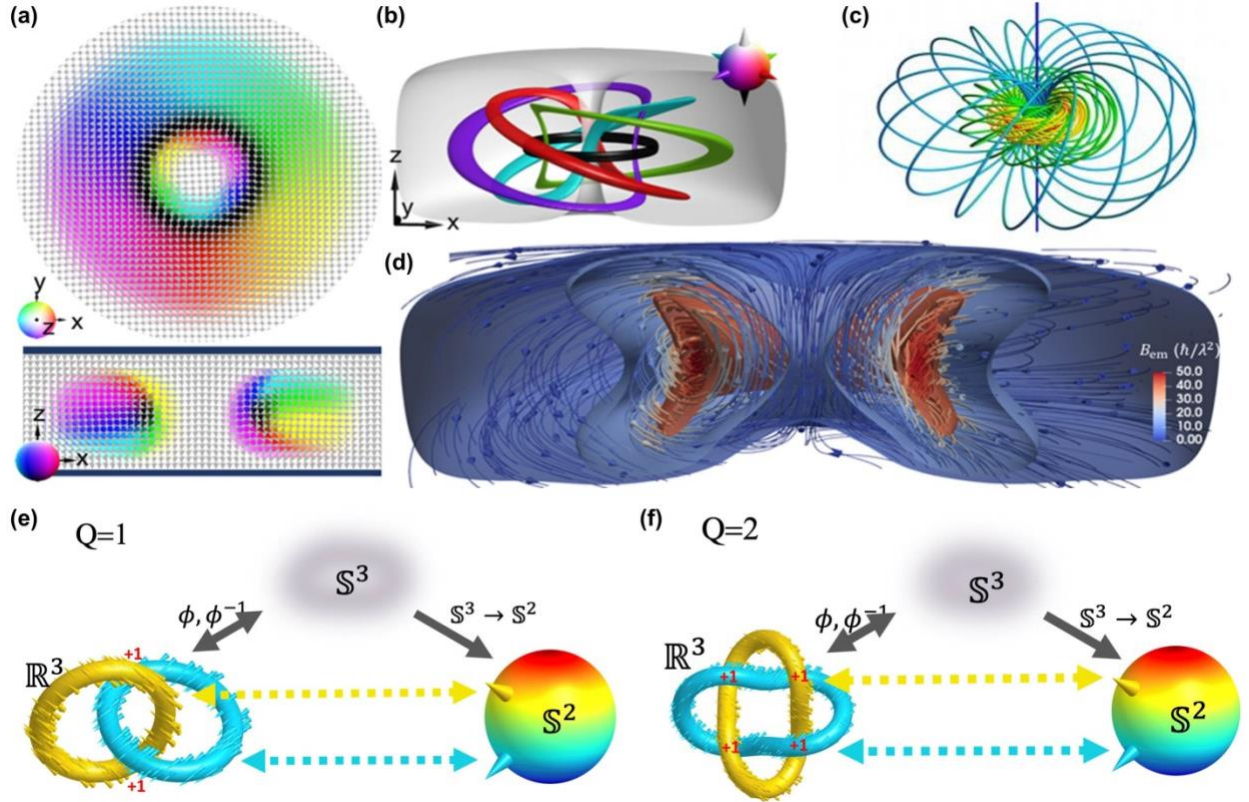 (a)
y
z x
z
x
(b)
z
y
x
(c)
(d)
B_em (ħ/λ²)
50.0
40.0
30.0
20.0
10.0
0.00
(e)
Q=1
𝕊³
ϕ, ϕ⁻¹
𝕊³ → 𝕊²
ℝ³
+1
𝕊²
+1
(f)
Q=2
𝕊³
ϕ, ϕ⁻¹
𝕊³ → 𝕊²
ℝ³
+1 +1
𝕊²
+1 +1